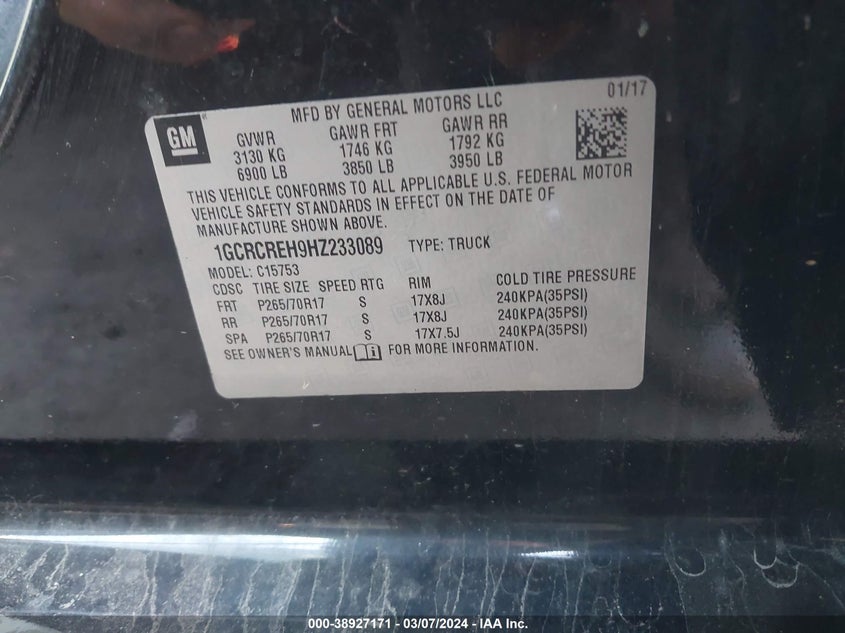 01/17
MFD BY GENERAL MOTORS LLC
GM
GVWR GAWR FRT GAWR RR
3130 KG 1746 KG 1792 KG
6900 LB 3850 LB 3950 LB
THIS VEHICLE CONFORMS TO ALL APPLICABLE U.S. FEDERAL MOTOR
VEHICLE SAFETY STANDARDS IN EFFECT ON THE DATE OF
MANUFACTURE SHOWN ABOVE.
1GCRCREH9HZ233089 TYPE: TRUCK
MODEL: C15753
CDSC TIRE SIZE SPEED RTG RIM COLD TIRE PRESSURE
FRT P265/70R17 S 17X8J 240KPA(35PSI)
RR P265/70R17 S 17X8J 240KPA(35PSI)
SPA P265/70R17 S 17X7.5J 240KPA(35PSI)
SEE OWNER'S MANUAL FOR MORE INFORMATION.
000-38927171 — 03/07/2024 — IAA Inc.